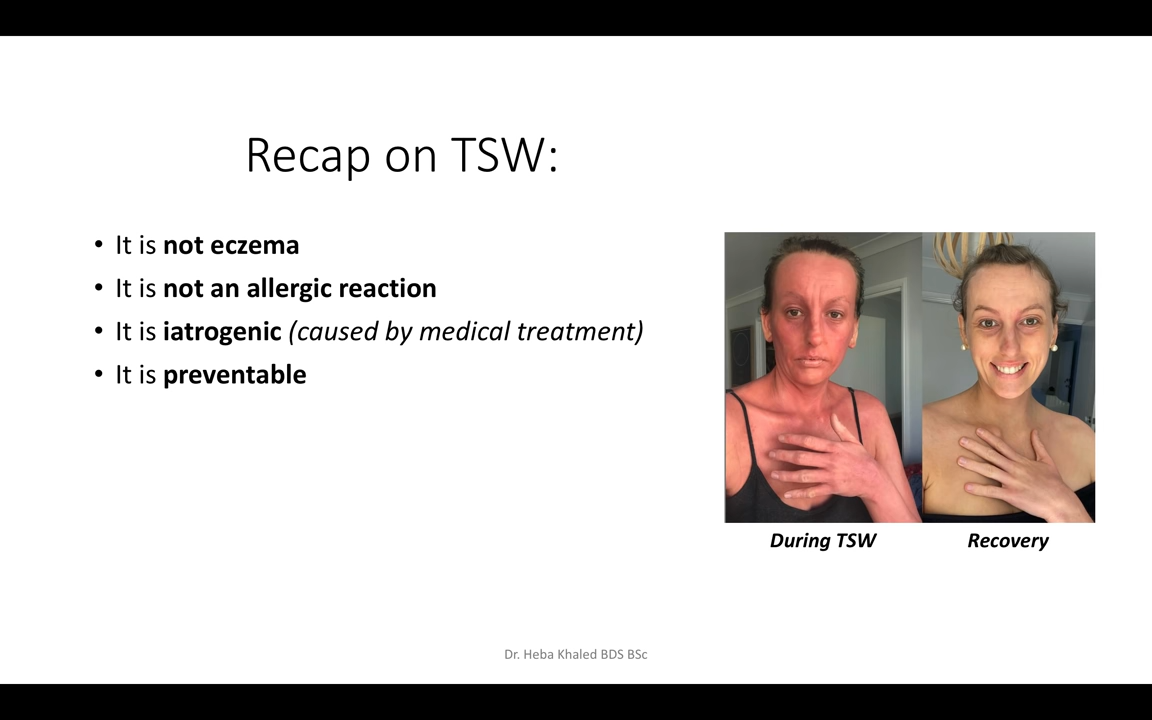 Recap on TSW:
• It is not eczema
• It is not an allergic reaction
• It is iatrogenic (caused by medical treatment)
• It is preventable
During TSW
Recovery
Dr. Heba Khaled BDS BSc